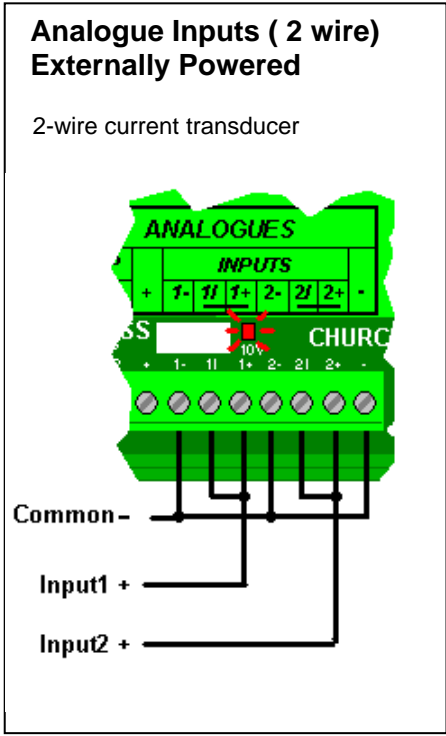 Analogue Inputs ( 2 wire)
Externally Powered
2-wire current transducer
ANALOGUES
INPUTS
+ 1- 1I 1+ 2- 2I 2+ -
SS CHURC
10V
+ 1- 1I 1+ 2- 2I 2+ -
Common -
Input1 +
Input2 +